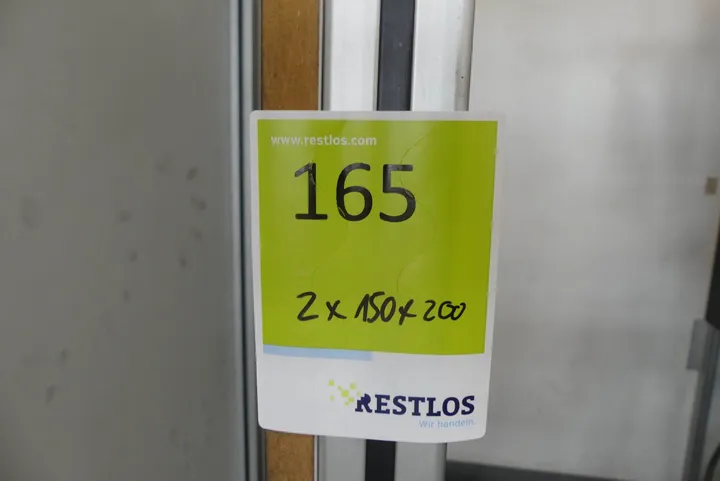 www.restlos.com
165
2 x 150 x 200
RESTLOS
Wir handeln.